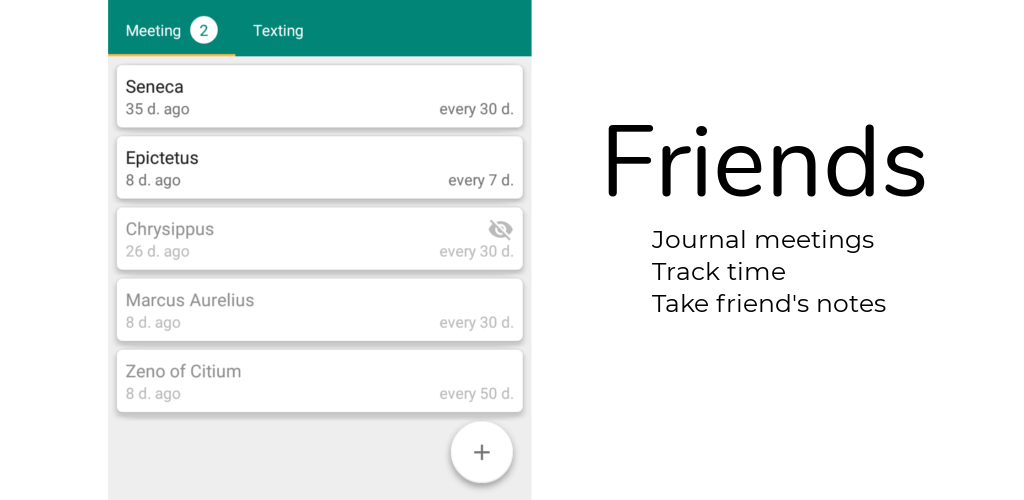 Meeting 2 Texting
Seneca
35 d. ago every 30 d.
Epictetus
8 d. ago every 7 d.
Chrysippus
26 d. ago every 30 d.
Marcus Aurelius
8 d. ago every 30 d.
Zeno of Citium
8 d. ago every 50 d.
+
Friends
Journal meetings
Track time
Take friend's notes